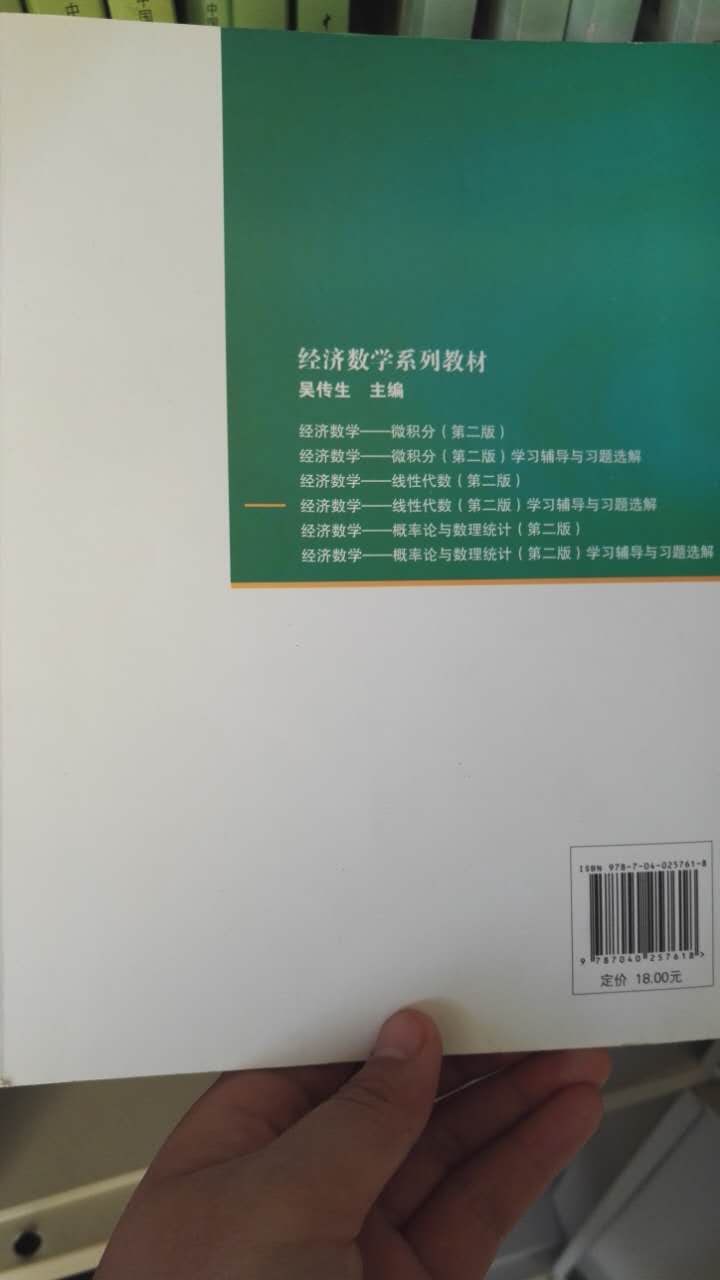 中
中国
中国
经济数学系列教材
吴传生 主编
经济数学——微积分（第二版）
经济数学——微积分（第二版）学习辅导与习题选解
经济数学——线性代数（第二版）
经济数学——线性代数（第二版）学习辅导与习题选解
经济数学——概率论与数理统计（第二版）
经济数学——概率论与数理统计（第二版）学习辅导与习题选解
ISBN 978-7-04-025761-8
9 787040 257618 >
定价 18.00元